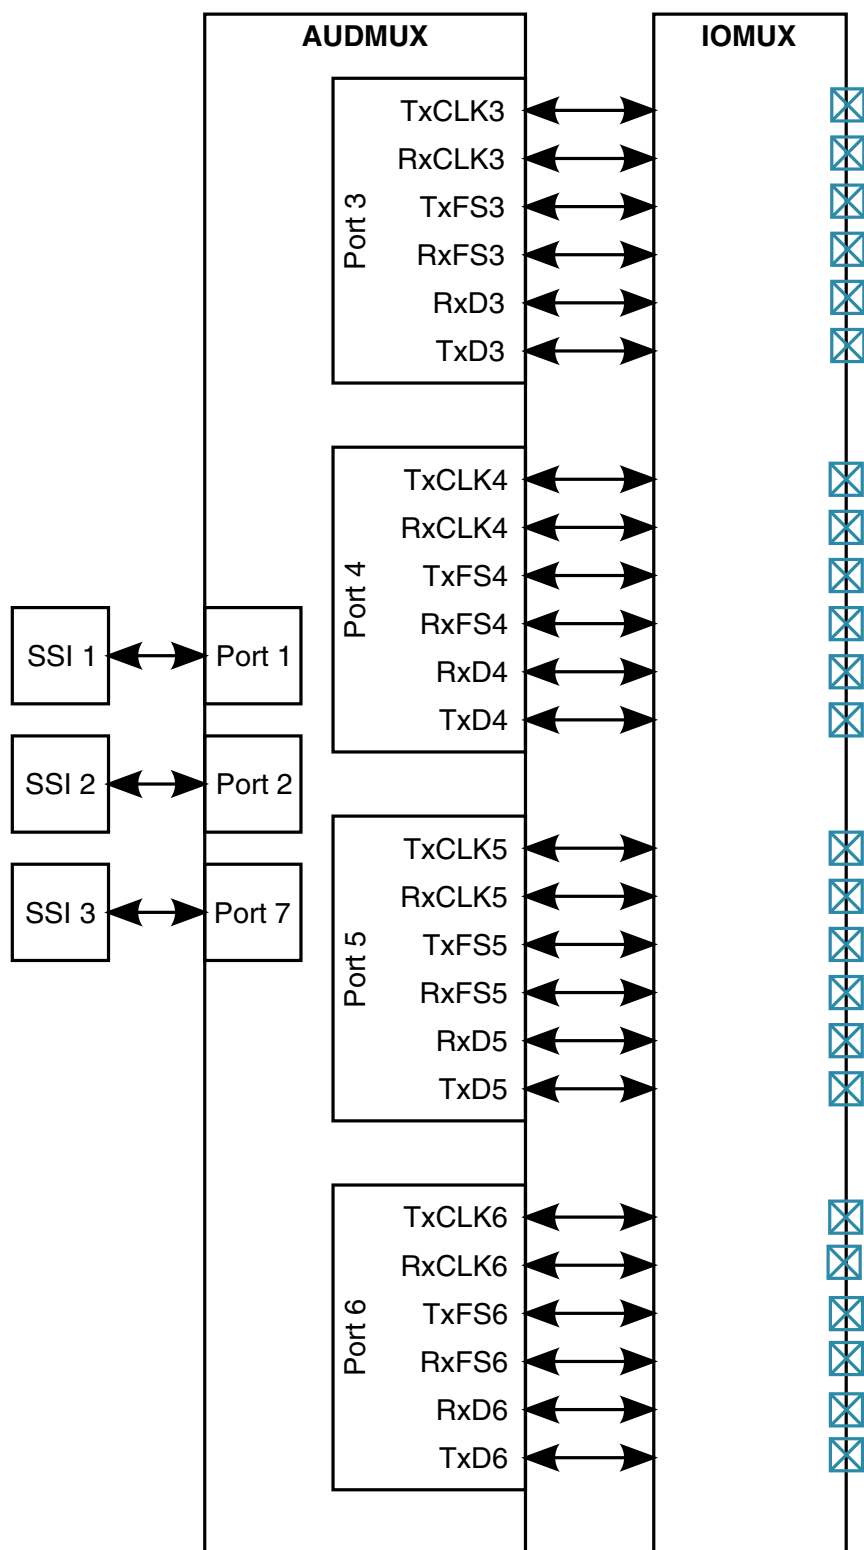 AUDMUX
IOMUX
Port 3
TxCLK3
RxCLK3
TxFS3
RxFS3
RxD3
TxD3
Port 4
TxCLK4
RxCLK4
TxFS4
RxFS4
RxD4
TxD4
SSI 1
Port 1
SSI 2
Port 2
SSI 3
Port 7
Port 5
TxCLK5
RxCLK5
TxFS5
RxFS5
RxD5
TxD5
Port 6
TxCLK6
RxCLK6
TxFS6
RxFS6
RxD6
TxD6